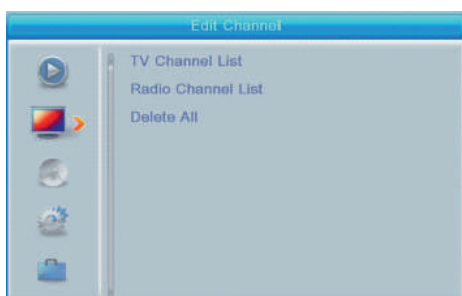 Edit Channel
TV Channel List
Radio Channel List
Delete All